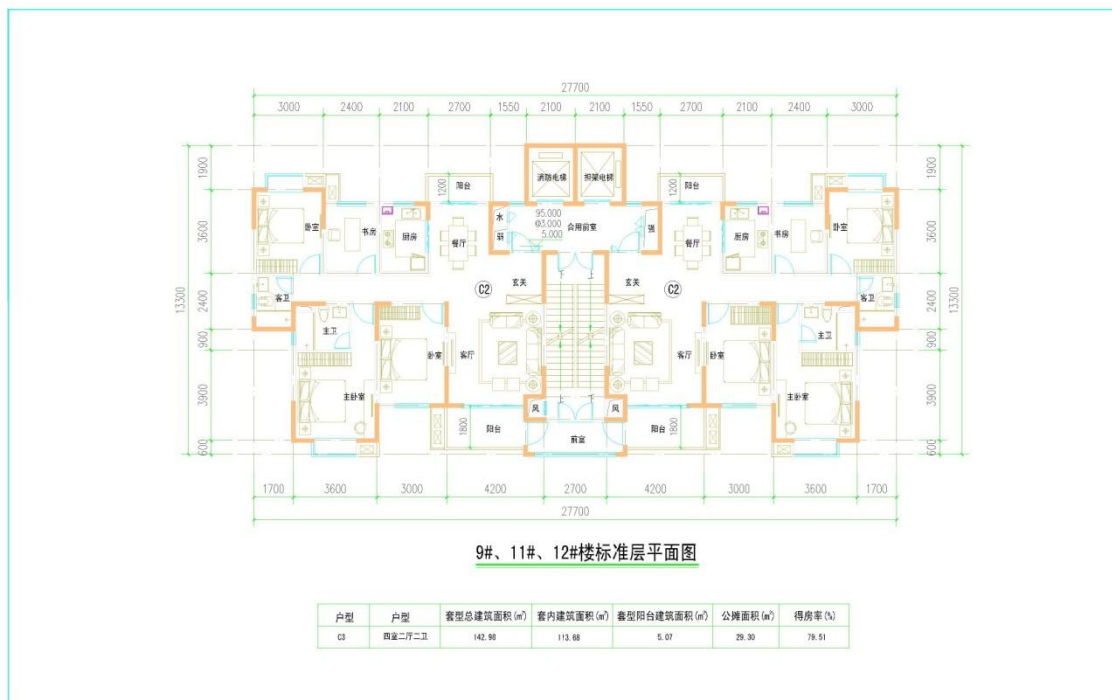 27700
3000 2400 2100 2700 1550 2100 2100 1550 2700 2100 2400 3000
1900 1900
消防电梯 担架电梯
1200 阳台 阳台 1200
13300 3600 卧室 书房 厨房 餐厅 水 弱 95.000 合用前室 强 餐厅 厨房 书房 卧室 3600 13300
@3.000
5.000
C2 玄关 下 下 玄关 C2
2400 客卫 客卫 2400
900 主卫 主卫 900
卧室 客厅 客厅 卧室
3900 主卧室 上 上 下 主卧室 3900
风 风
1800 阳台 前室 阳台 1800
600 600
1700 3600 3000 4200 2700 4200 3000 3600 1700
27700
9#、11#、12#楼标准层平面图
户型 户型 套型总建筑面积(㎡) 套内建筑面积(㎡) 套型阳台建筑面积(㎡) 公摊面积(㎡) 得房率(%)
C3 四室二厅二卫 142.98 113.68 5.07 29.30 79.51